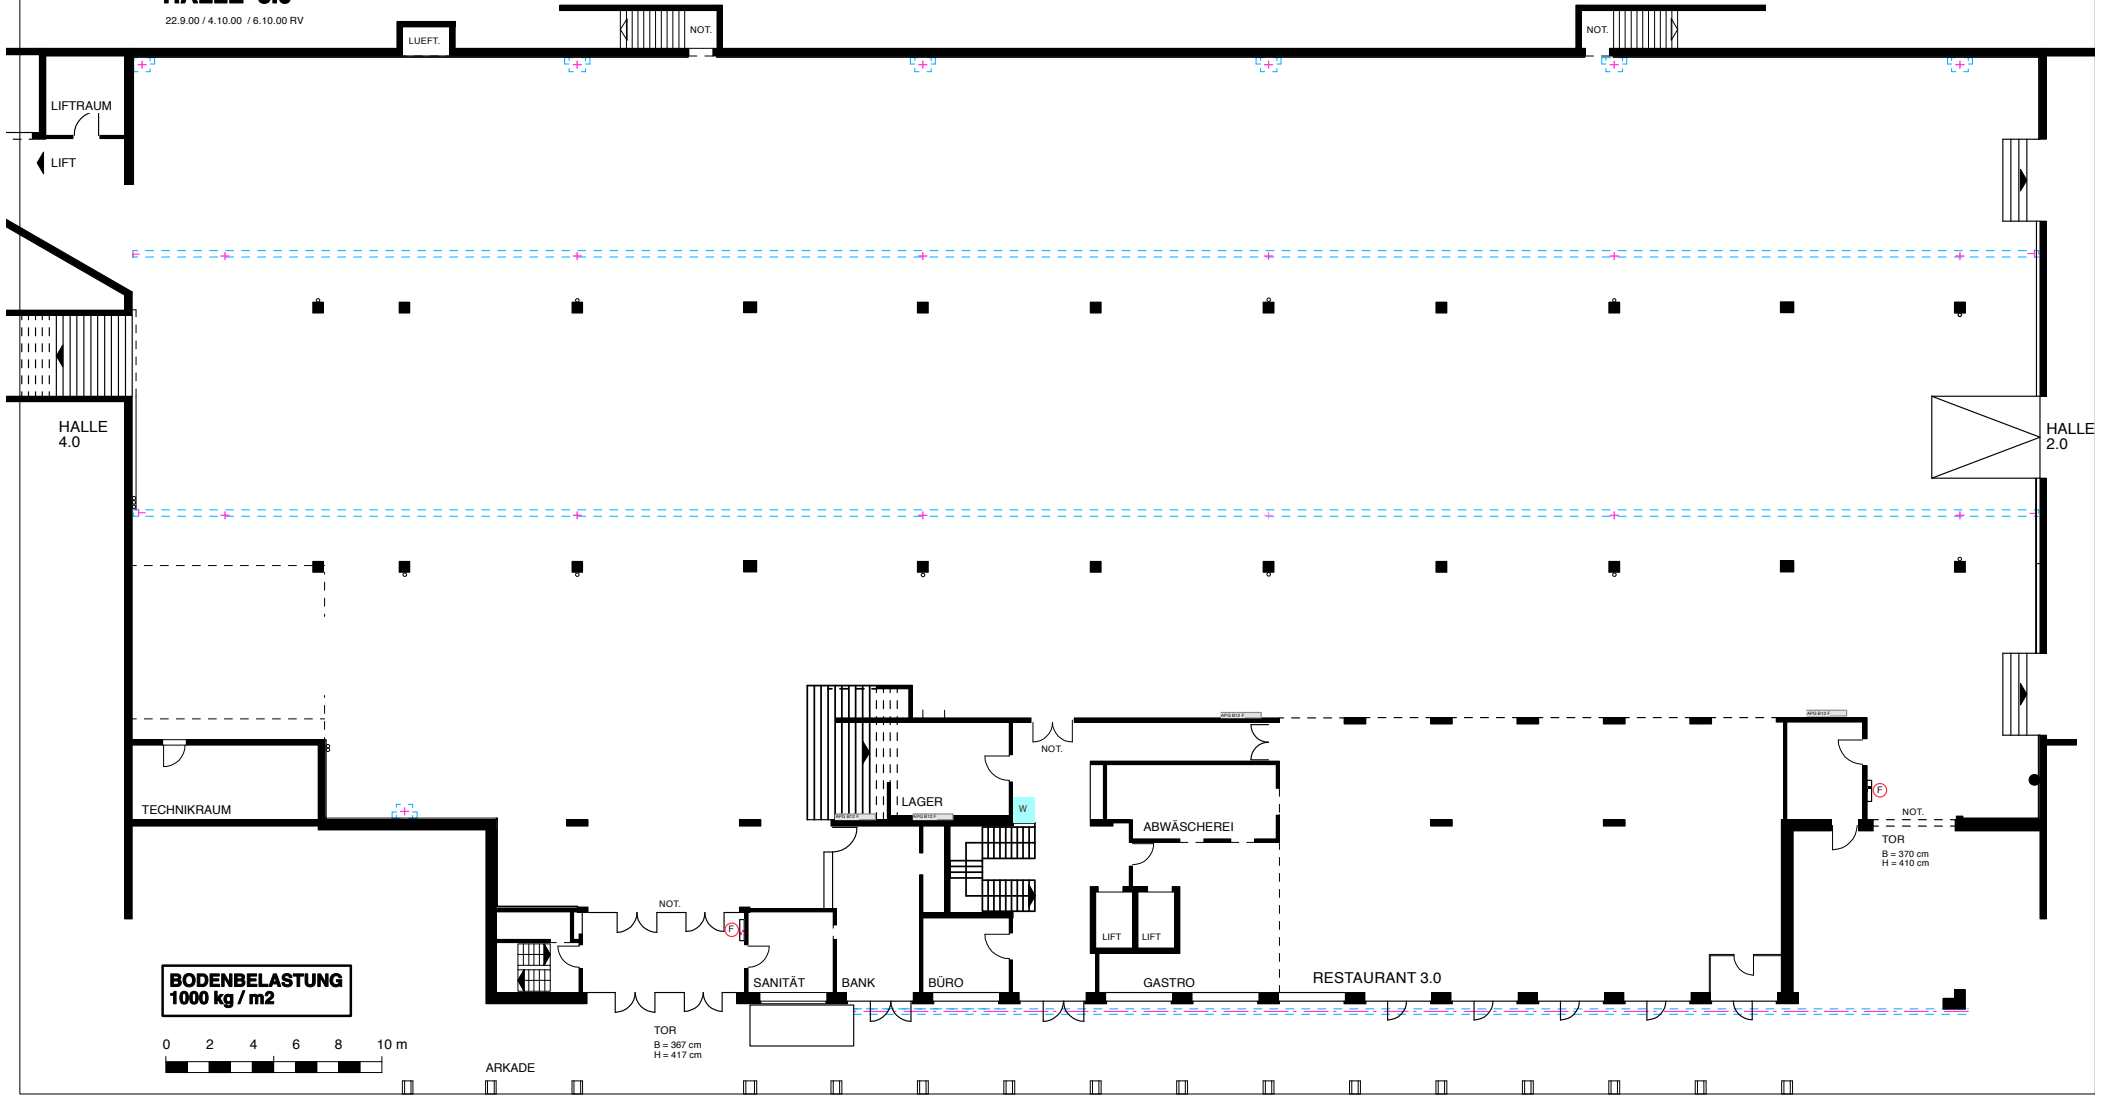 22.9.00 / 4.10.00 / 6.10.00 RV
LUEFT.
NOT.
NOT.
LIFTRAUM
LIFT
HALLE
4.0
HALLE
2.0
TECHNIKRAUM
LAGER
NOT.
W
ABWÄSCHEREI
F
NOT.
TOR
B = 370 cm
H = 410 cm
NOT.
F
LIFT
LIFT
SANITÄT
BANK
BÜRO
GASTRO
RESTAURANT 3.0
BODENBELASTUNG
1000 kg / m2
TOR
B = 367 cm
H = 417 cm
0 2 4 6 8 10 m
ARKADE